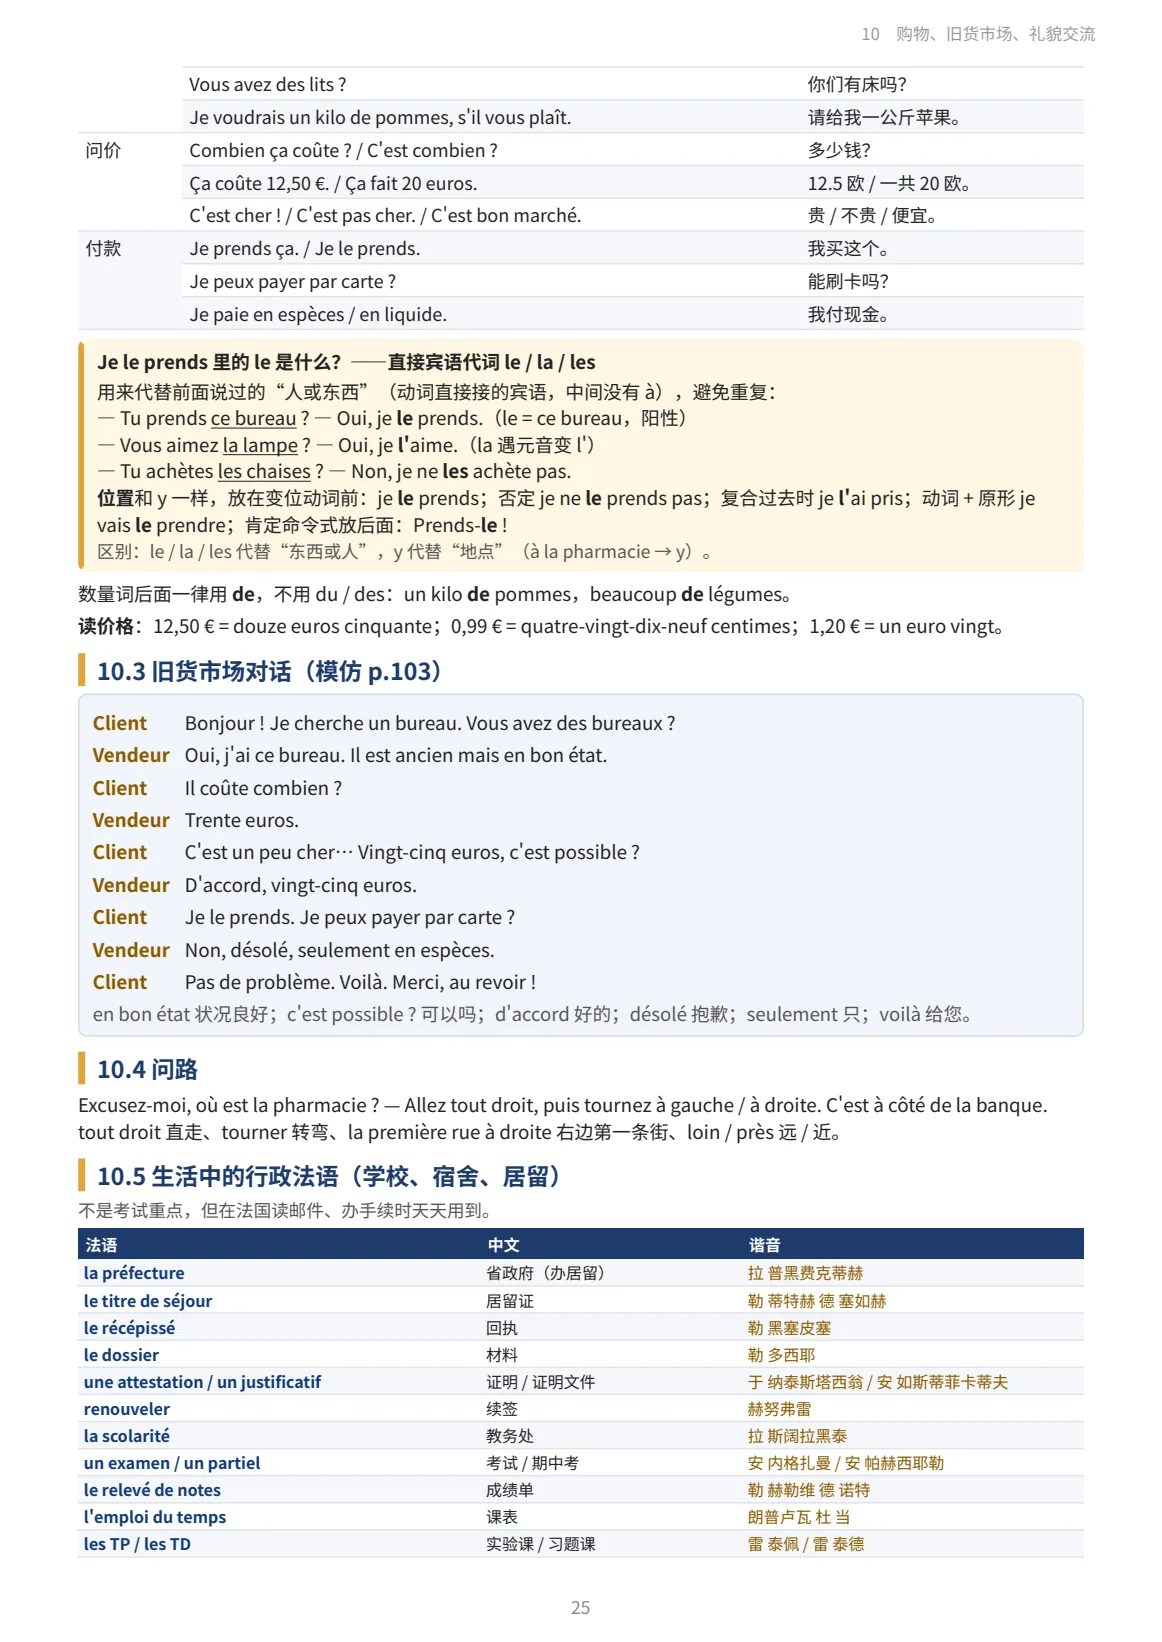 10 购物、旧货市场、礼貌交流
Vous avez des lits ? 你们有床吗？
Je voudrais un kilo de pommes, s'il vous plaît. 请给我一公斤苹果。
问价 Combien ça coûte ? / C'est combien ? 多少钱？
Ça coûte 12,50 €. / Ça fait 20 euros. 12.5 欧 / 一共 20 欧。
C'est cher ! / C'est pas cher. / C'est bon marché. 贵 / 不贵 / 便宜。
付款 Je prends ça. / Je le prends. 我买这个。
Je peux payer par carte ? 能刷卡吗？
Je paie en espèces / en liquide. 我付现金。
Je le prends 里的 le 是什么？——直接宾语代词 le / la / les
用来代替前面说过的“人或东西”（动词直接接的宾语，中间没有 à），避免重复：
— Tu prends ce bureau ? — Oui, je le prends.（le = ce bureau，阳性）
— Vous aimez la lampe ? — Oui, je l'aime.（la 遇元音变 l'）
— Tu achètes les chaises ? — Non, je ne les achète pas.
位置和 y 一样，放在变位动词前：je le prends；否定 je ne le prends pas；复合过去时 je l'ai pris；动词 + 原形 je
vais le prendre；肯定命令式放后面：Prends-le !
区别：le / la / les 代替“东西或人”，y 代替“地点”（à la pharmacie → y）。
数量词后面一律用 de，不用 du / des：un kilo de pommes，beaucoup de légumes。
读价格：12,50 € = douze euros cinquante；0,99 € = quatre-vingt-dix-neuf centimes；1,20 € = un euro vingt。
10.3 旧货市场对话（模仿 p.103）
Client Bonjour ! Je cherche un bureau. Vous avez des bureaux ?
Vendeur Oui, j'ai ce bureau. Il est ancien mais en bon état.
Client Il coûte combien ?
Vendeur Trente euros.
Client C'est un peu cher… Vingt-cinq euros, c'est possible ?
Vendeur D'accord, vingt-cinq euros.
Client Je le prends. Je peux payer par carte ?
Vendeur Non, désolé, seulement en espèces.
Client Pas de problème. Voilà. Merci, au revoir !
en bon état 状况良好；c'est possible ? 可以吗；d'accord 好的；désolé 抱歉；seulement 只；voilà 给您。
10.4 问路
Excusez-moi, où est la pharmacie ? — Allez tout droit, puis tournez à gauche / à droite. C'est à côté de la banque.
tout droit 直走、tourner 转弯、la première rue à droite 右边第一条街、loin / près 远 / 近。
10.5 生活中的行政法语（学校、宿舍、居留）
不是考试重点，但在法国读邮件、办手续时天天用到。
法语 中文 谐音
la préfecture 省政府（办居留） 拉 普黑费克蒂赫
le titre de séjour 居留证 勒 蒂特赫 德 塞如赫
le récépissé 回执 勒 黑塞皮塞
le dossier 材料 勒 多西耶
une attestation / un justificatif 证明 / 证明文件 于 纳泰斯塔西翁 / 安 如斯蒂菲卡蒂夫
renouveler 续签 赫努弗雷
la scolarité 教务处 拉 斯阔拉黑泰
un examen / un partiel 考试 / 期中考 安 内格扎曼 / 安 帕赫西耶勒
le relevé de notes 成绩单 勒 赫勒维 德 诺特
l'emploi du temps 课表 朗普卢瓦 杜 当
les TP / les TD 实验课 / 习题课 雷 泰佩 / 雷 泰德
25